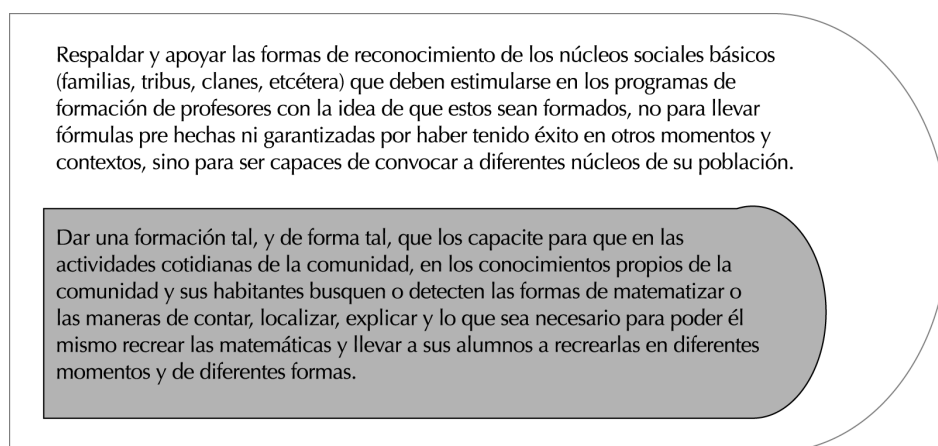 Respaldar y apoyar las formas de reconocimiento de los núcleos sociales básicos
(familias, tribus, clanes, etcétera) que deben estimularse en los programas de
formación de profesores con la idea de que estos sean formados, no para llevar
fórmulas pre hechas ni garantizadas por haber tenido éxito en otros momentos y
contextos, sino para ser capaces de convocar a diferentes núcleos de su población.
Dar una formación tal, y de forma tal, que los capacite para que en las
actividades cotidianas de la comunidad, en los conocimientos propios de la
comunidad y sus habitantes busquen o detecten las formas de matematizar o
las maneras de contar, localizar, explicar y lo que sea necesario para poder él
mismo recrear las matemáticas y llevar a sus alumnos a recrearlas en diferentes
momentos y de diferentes formas.